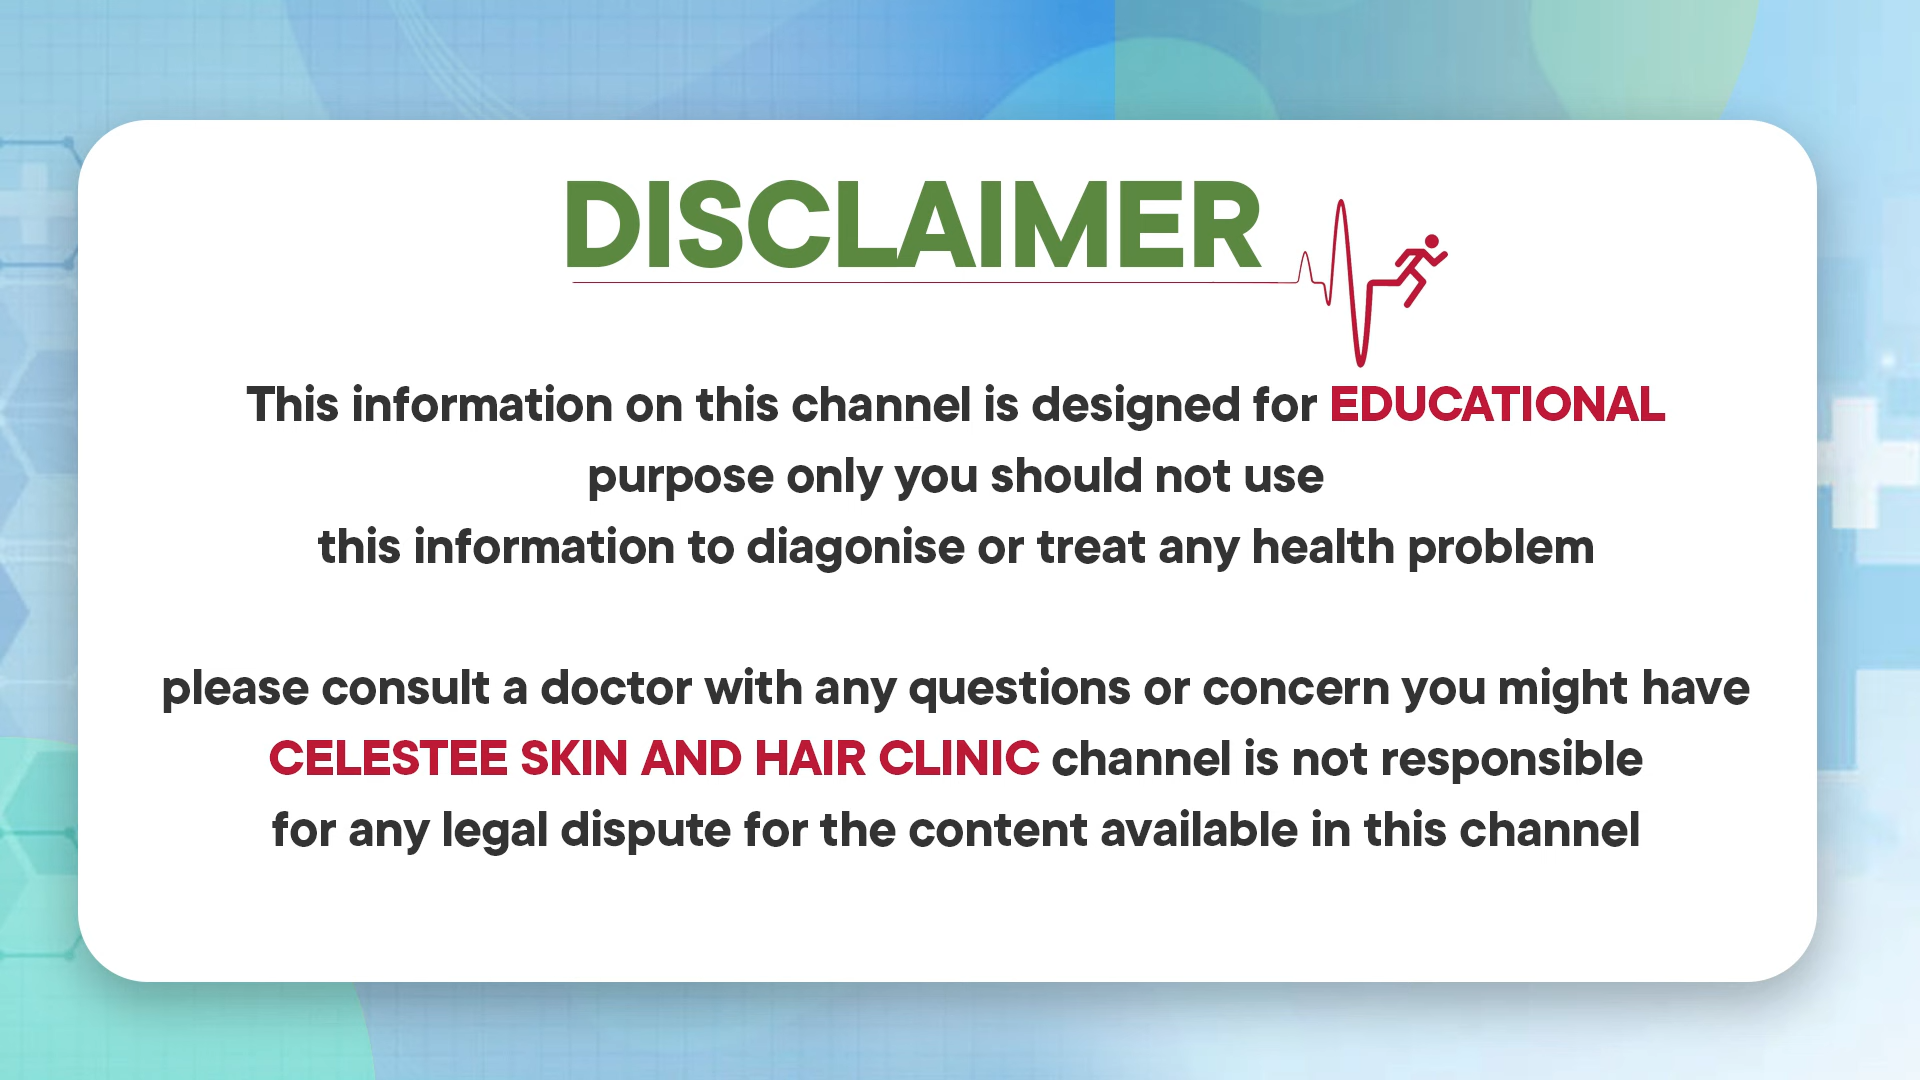 DISCLAIMER
This information on this channel is designed for EDUCATIONAL
purpose only you should not use
this information to diagonise or treat any health problem
please consult a doctor with any questions or concern you might have
CELESTEE SKIN AND HAIR CLINIC channel is not responsible
for any legal dispute for the content available in this channel